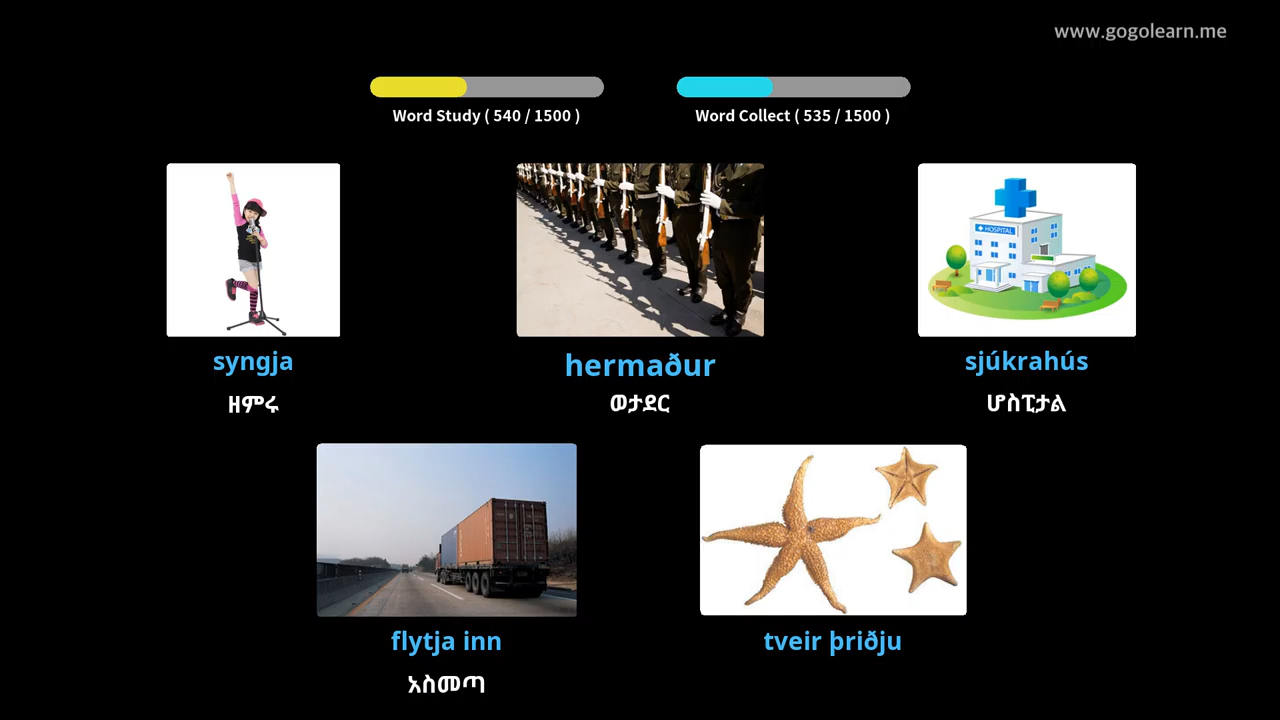 www.gogolearn.me
Word Study ( 540 / 1500 )
Word Collect ( 535 / 1500 )
HOSPITAL
syngja
hermaður
sjúkrahús
ዘምሩ
ወታደር
ሆስፒታል
flytja inn
tveir þriðju
አስመጣ